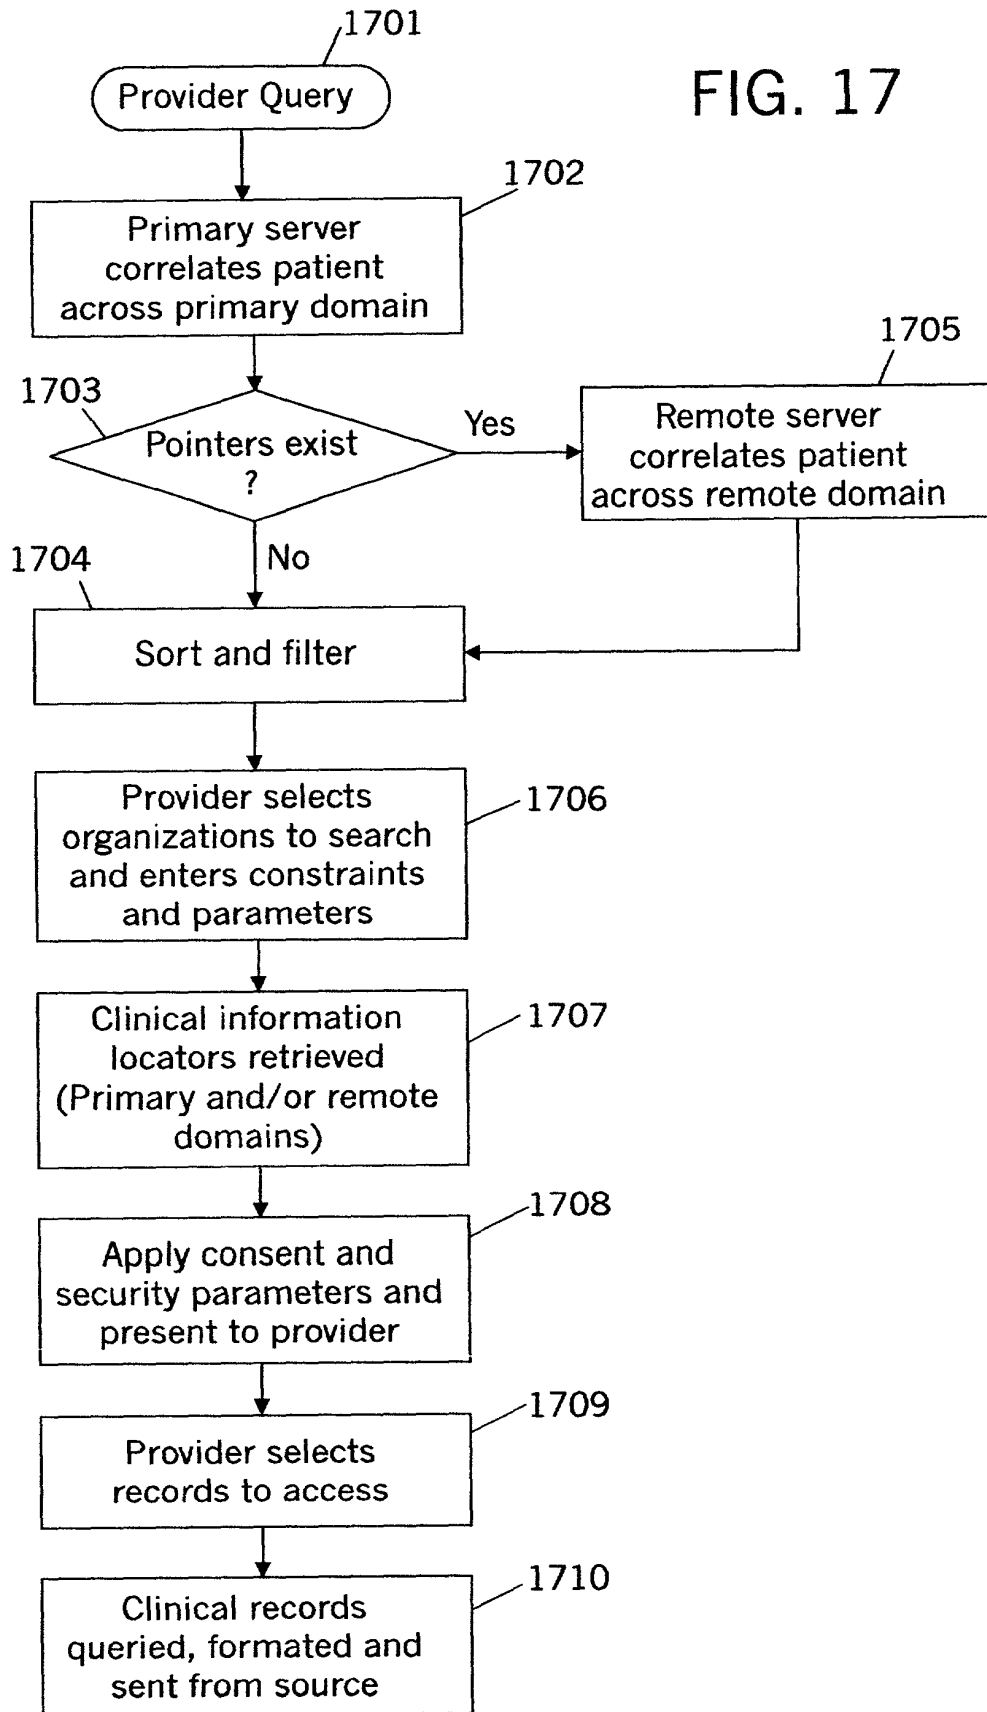 1701
Provider Query
FIG. 17
1702
Primary server
correlates patient
across primary domain
1703
Pointers exist
?
Yes
1705
Remote server
correlates patient
across remote domain
No
1704
Sort and filter
1706
Provider selects
organizations to search
and enters constraints
and parameters
1707
Clinical information
locators retrieved
(Primary and/or remote
domains)
1708
Apply consent and
security parameters and
present to provider
1709
Provider selects
records to access
1710
Clinical records
queried, formated and
sent from source